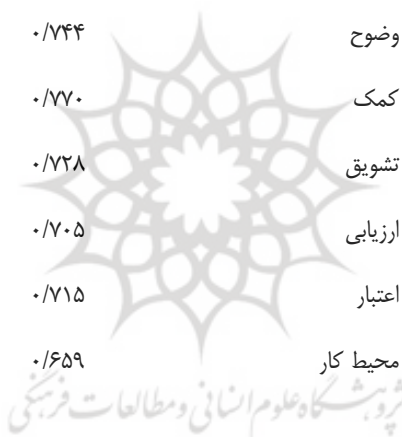 وضوح ۰/۷۴۴
کمک ۰/۷۷۰
تشویق ۰/۷۲۸
ارزیابی ۰/۷۰۵
اعتبار ۰/۷۱۵
محیط کار ۰/۶۵۹
پژوهشگاه علوم انسانی و مطالعات فرهنگی